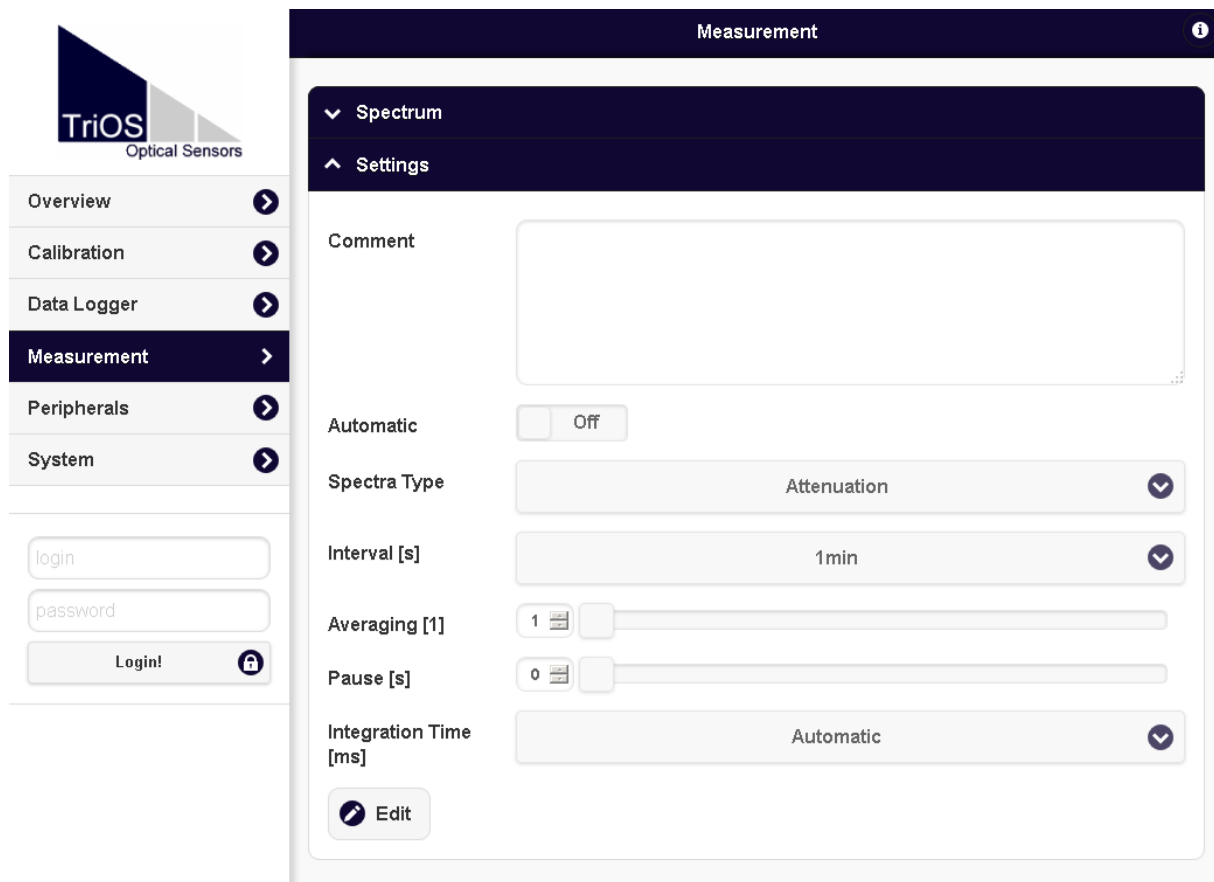 TriOS
Optical Sensors
Overview
Calibration
Data Logger
Measurement
Peripherals
System
login
password
Login!
Measurement
Spectrum
Settings
Comment
Automatic
Off
Spectra Type
Attenuation
Interval [s]
1min
Averaging [1]
1
Pause [s]
0
Integration Time
[ms]
Automatic
Edit